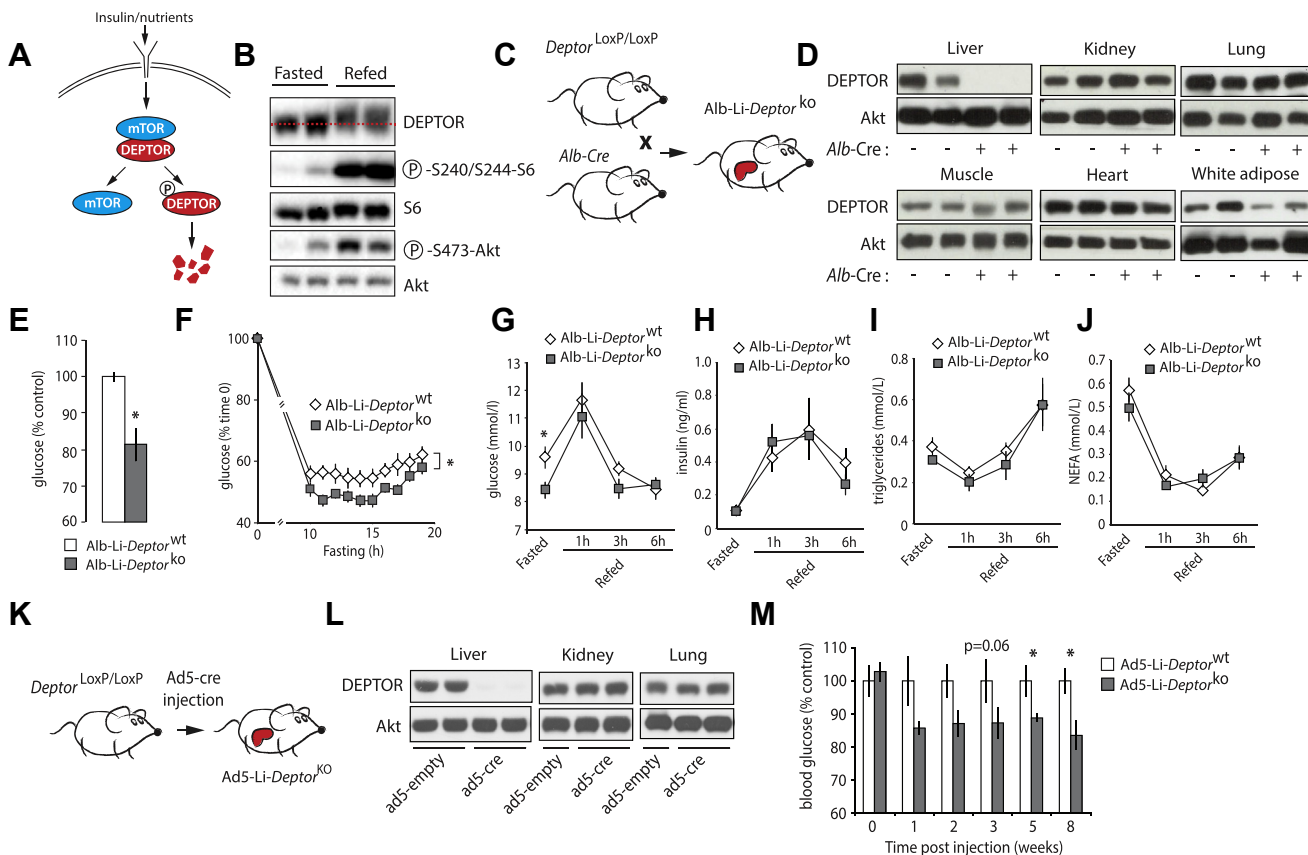 A
Insulin/nutrients
mTOR
DEPTOR
mTOR
P
DEPTOR
B
Fasted Refed
DEPTOR
P-S240/S244-S6
S6
P-S473-Akt
Akt
C
Deptor LoxP/LoxP
X
Alb-Cre
Alb-Li-Deptor ko
D
Liver Kidney Lung
DEPTOR
Akt
Alb-Cre : - - + + - - + + - - + +
Muscle Heart White adipose
DEPTOR
Akt
Alb-Cre : - - + + - - + + - - + +
E
glucose (% control)
110
100
90
80
70
60
*
Alb-Li-Deptor wt
Alb-Li-Deptor ko
F
glucose (% time 0)
100
80
60
40
Alb-Li-Deptor wt
Alb-Li-Deptor ko
*
0 10 15 20
Fasting (h)
G
Alb-Li-Deptor wt
Alb-Li-Deptor ko
glucose (mmol/l)
13
12
11
10
9
8
7
*
Fasted 1h 3h 6h
Refed
H
Alb-Li-Deptor wt
Alb-Li-Deptor ko
insulin (ng/ml)
1.0
0.8
0.6
0.4
0.2
0
Fasted 1h 3h 6h
Refed
I
Alb-Li-Deptor wt
Alb-Li-Deptor ko
triglycerides (mmol/L)
0.8
0.6
0.4
0.2
0
Fasted 1h 3h 6h
Refed
J
Alb-Li-Deptor wt
Alb-Li-Deptor ko
NEFA (mmol/L)
0.7
0.6
0.5
0.4
0.3
0.2
0.1
0
Fasted 1h 3h 6h
Refed
K
Deptor LoxP/LoxP
Ad5-cre
injection
Ad5-Li-Deptor KO
L
Liver Kidney Lung
DEPTOR
Akt
ad5-empty ad5-cre ad5-empty ad5-cre ad5-empty ad5-cre
M
blood glucose (% control)
110
100
90
80
70
60
p=0.06 * *
Ad5-Li-Deptor wt
Ad5-Li-Deptor ko
0 1 2 3 5 8
Time post injection (weeks)